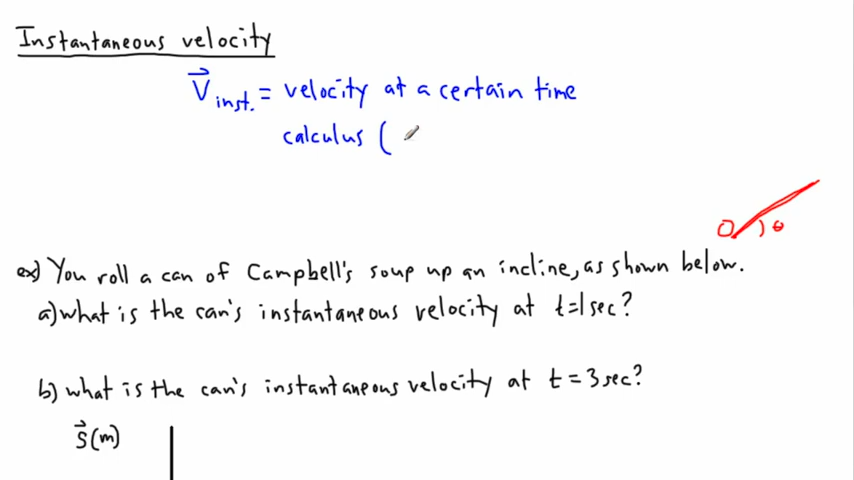 Instantaneous velocity
V⃗inst. = velocity at a certain time
calculus (
θ
ex) You roll a can of Campbell's soup up an incline, as shown below.
a) what is the can's instantaneous velocity at t=1sec?
b) what is the can's instantaneous velocity at t = 3sec?
S⃗(m)